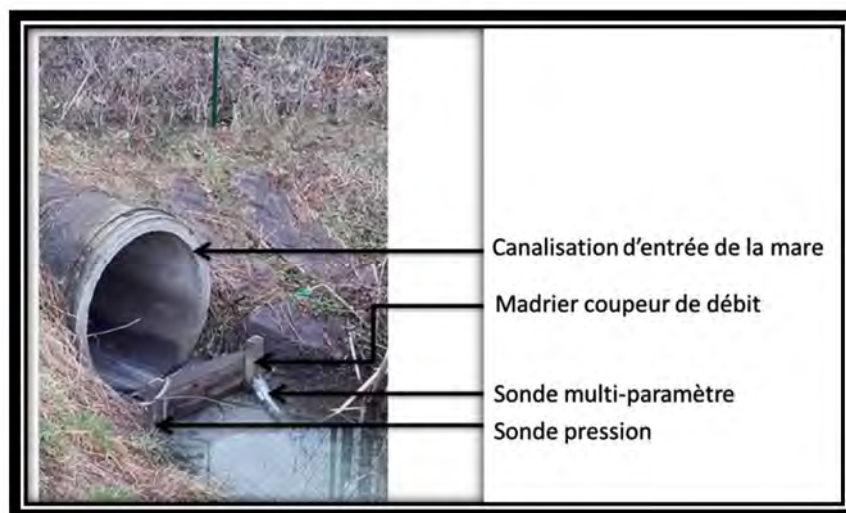 Canalisation d'entrée de la mare
Madrier coupeur de débit
Sonde multi-paramètre
Sonde pression